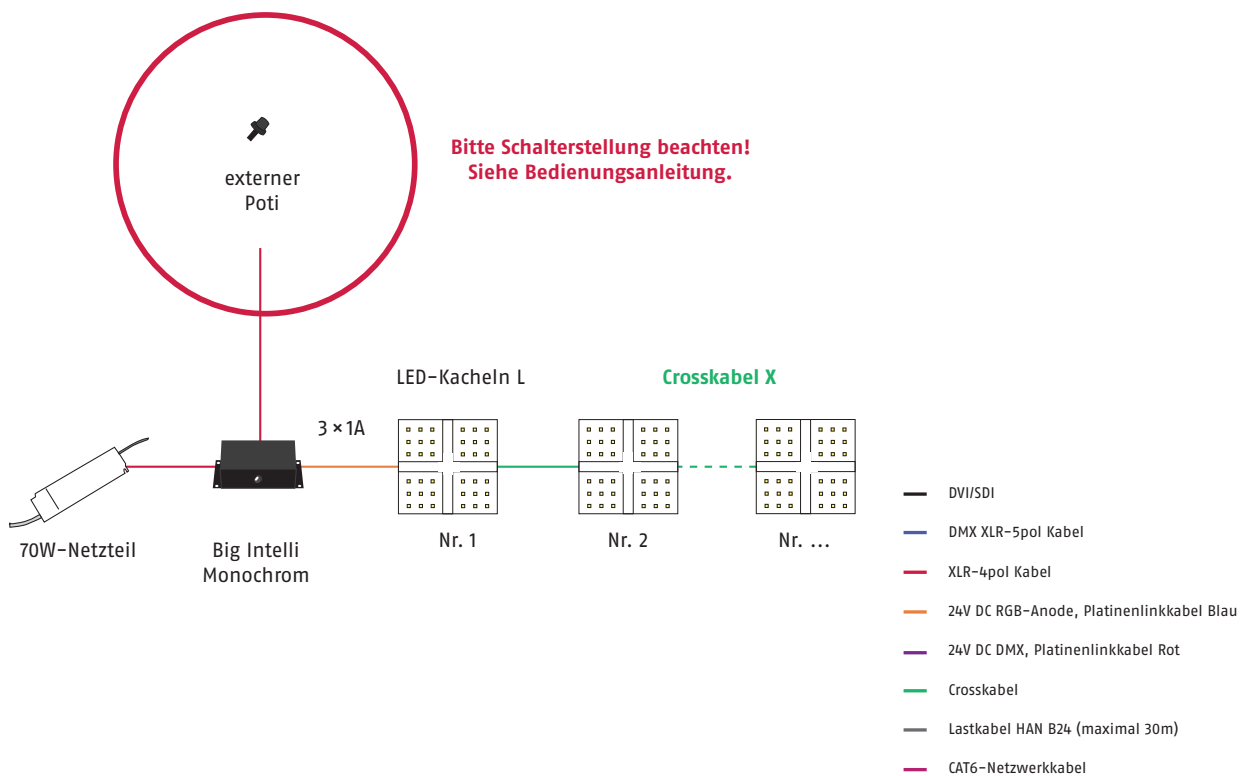 Bitte Schalterstellung beachten!
Siehe Bedienungsanleitung.
externer
Poti
LED-Kacheln L
Crosskabel X
3 × 1A
70W-Netzteil
Big Intelli
Monochrom
Nr. 1
Nr. 2
Nr. ...
DVI/SDI
DMX XLR-5pol Kabel
XLR-4pol Kabel
24V DC RGB-Anode, Platinenlinkkabel Blau
24V DC DMX, Platinenlinkkabel Rot
Crosskabel
Lastkabel HAN B24 (maximal 30m)
CAT6-Netzwerkkabel